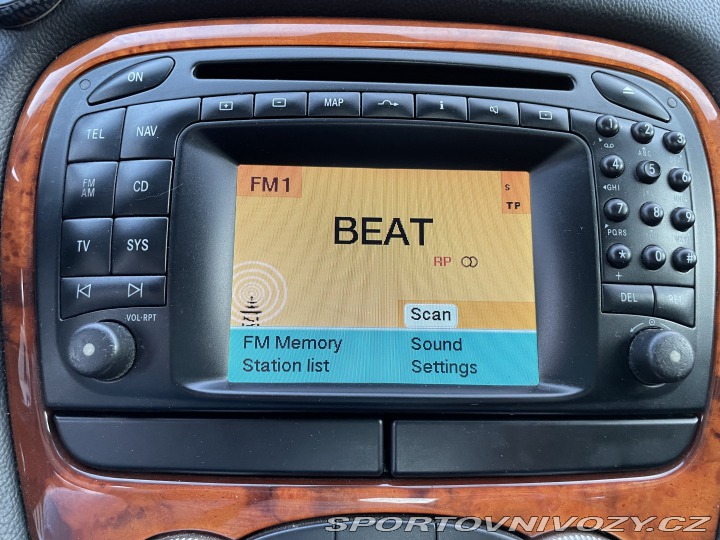 ON
MAP
i
TEL NAV
FM AM
CD
TV
SYS
VOL·RPT
1 2 3
ABC
4 5 6
GHI
7 8 9
PQRS
* 0 #
+
DEL
FM1
S
TP
BEAT
RP
Scan
FM Memory
Sound
Station list
Settings
SPORTOVNIVOZY.CZ